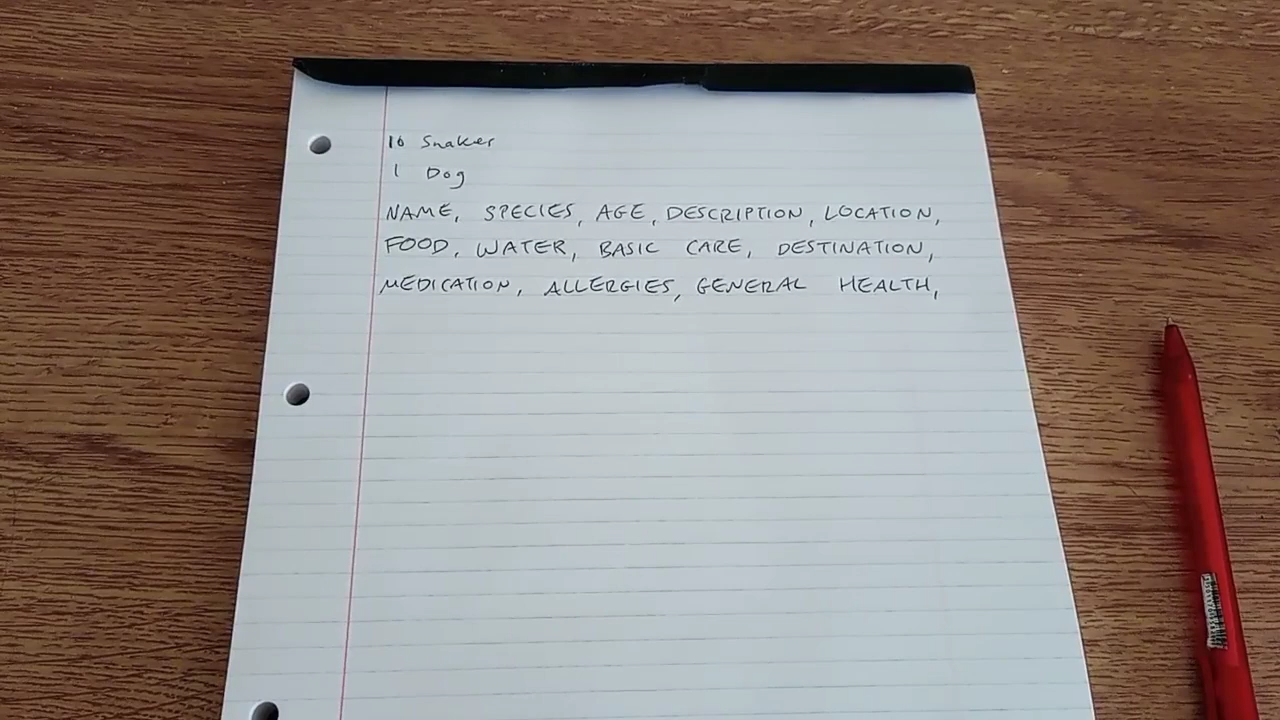 10 Snakes
1 Dog
NAME, SPECIES, AGE, DESCRIPTION, LOCATION,
FOOD, WATER, BASIC CARE, DESTINATION,
MEDICATION, ALLERGIES, GENERAL HEALTH,